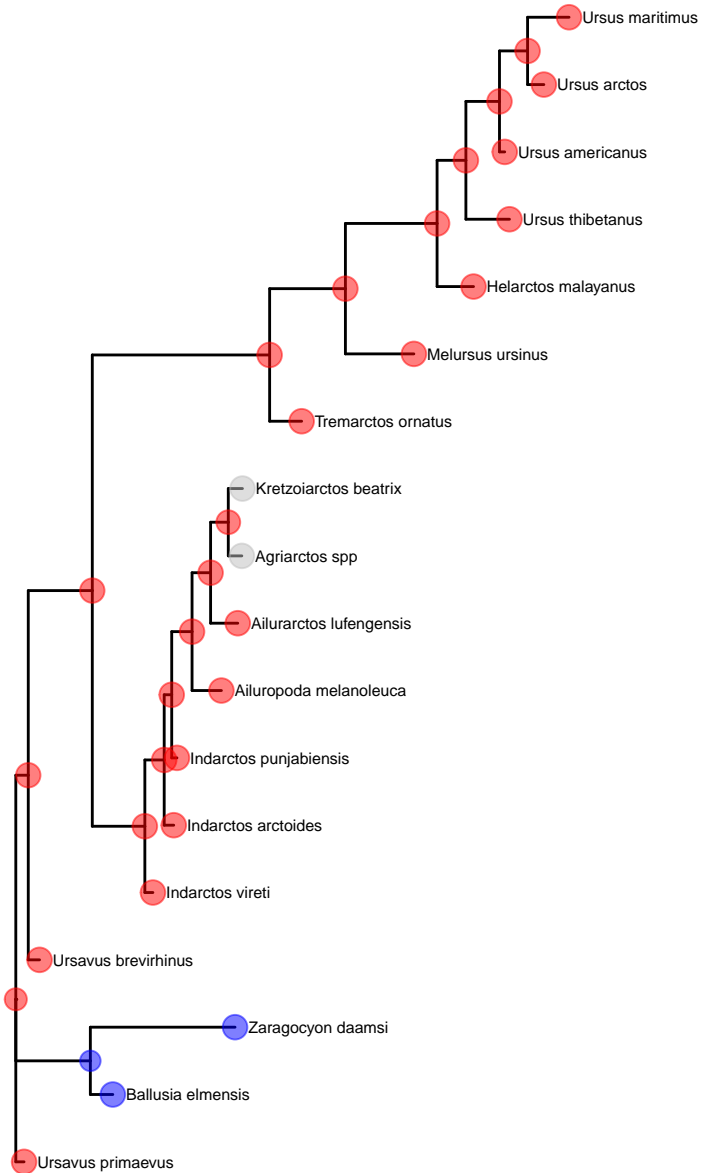 Ursus maritimus
Ursus arctos
Ursus americanus
Ursus thibetanus
Helarctos malayanus
Melursus ursinus
Tremarctos ornatus
Kretzoiarctos beatrix
Agriarctos spp
Ailurarctos lufengensis
Ailuropoda melanoleuca
Indarctos punjabiensis
Indarctos arctoides
Indarctos vireti
Ursavus brevirhinus
Zaragocyon daamsi
Ballusia elmensis
Ursavus primaevus